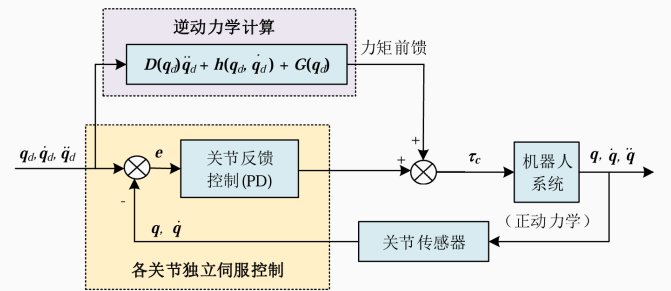 逆动力学计算
D(q_d)q̈_d + h(q_d, q̇_d) + G(q_d)
力矩前馈
+
q_d, q̇_d, q̈_d
e
关节反馈
控制(PD)
+
τ_c
机器人
系统
q, q̇, q̈
-
q, q̇
(正动力学)
关节传感器
各关节独立伺服控制